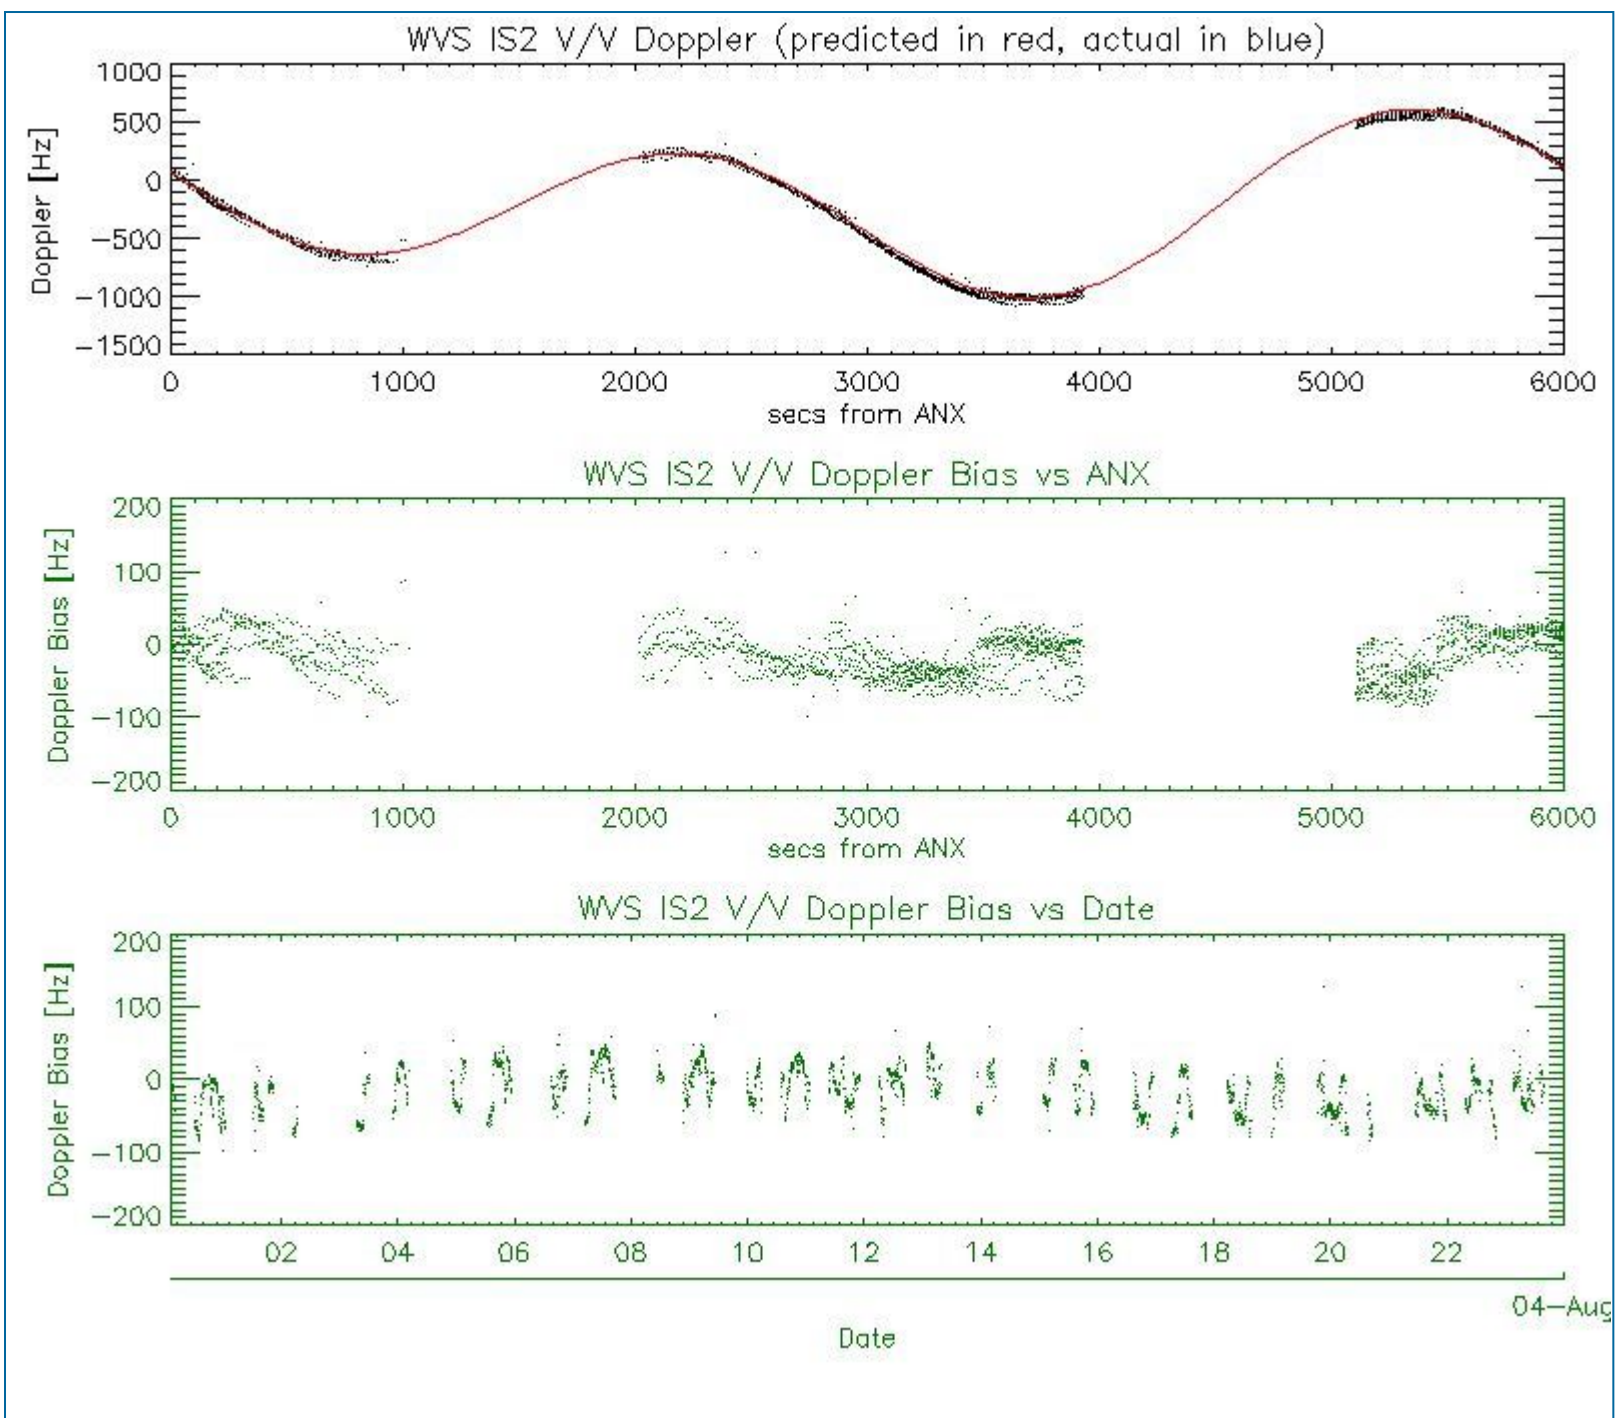 WVS IS2 V/V Doppler (predicted in red, actual in blue)
1000
500
0
-500
-1000
-1500
Doppler [Hz]
0 1000 2000 3000 4000 5000 6000
secs from ANX
WVS IS2 V/V Doppler Bias vs ANX
200
100
0
-100
-200
Doppler Bias [Hz]
0 1000 2000 3000 4000 5000 6000
secs from ANX
WVS IS2 V/V Doppler Bias vs Date
200
100
0
-100
-200
Doppler Bias [Hz]
02 04 06 08 10 12 14 16 18 20 22
04-Aug
Date